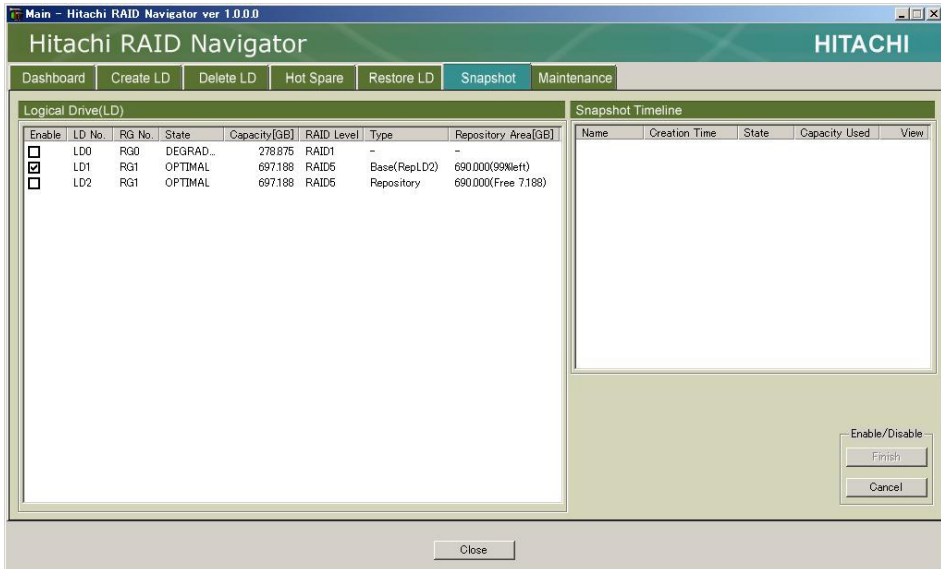 Main - Hitachi RAID Navigator ver 1.0.0.0
Hitachi RAID Navigator HITACHI
Dashboard Create LD Delete LD Hot Spare Restore LD Snapshot Maintenance
Logical Drive(LD) Snapshot Timeline
Enable LD No. RG No. State Capacity[GB] RAID Level Type Repository Area[GB] Name Creation Time State Capacity Used View
LD0 RG0 DEGRAD... 278.875 RAID1 - -
LD1 RG1 OPTIMAL 697.188 RAID5 Base(RepLD2) 690.000(99%left)
LD2 RG1 OPTIMAL 697.188 RAID5 Repository 690.000(Free 7.188)
Enable/Disable
Finish
Cancel
Close